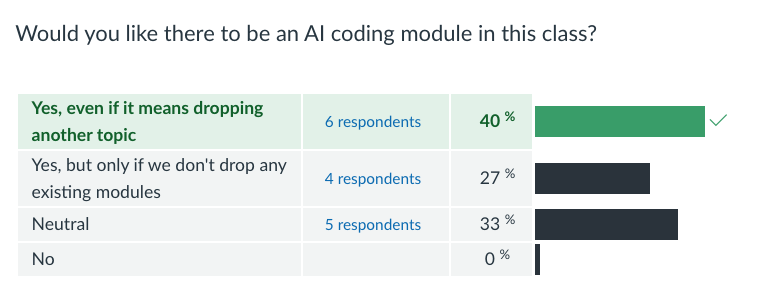 Would you like there to be an AI coding module in this class?
Yes, even if it means dropping
another topic
6 respondents
40 %
Yes, but only if we don't drop any
existing modules
4 respondents
27 %
Neutral
5 respondents
33 %
No
0 %